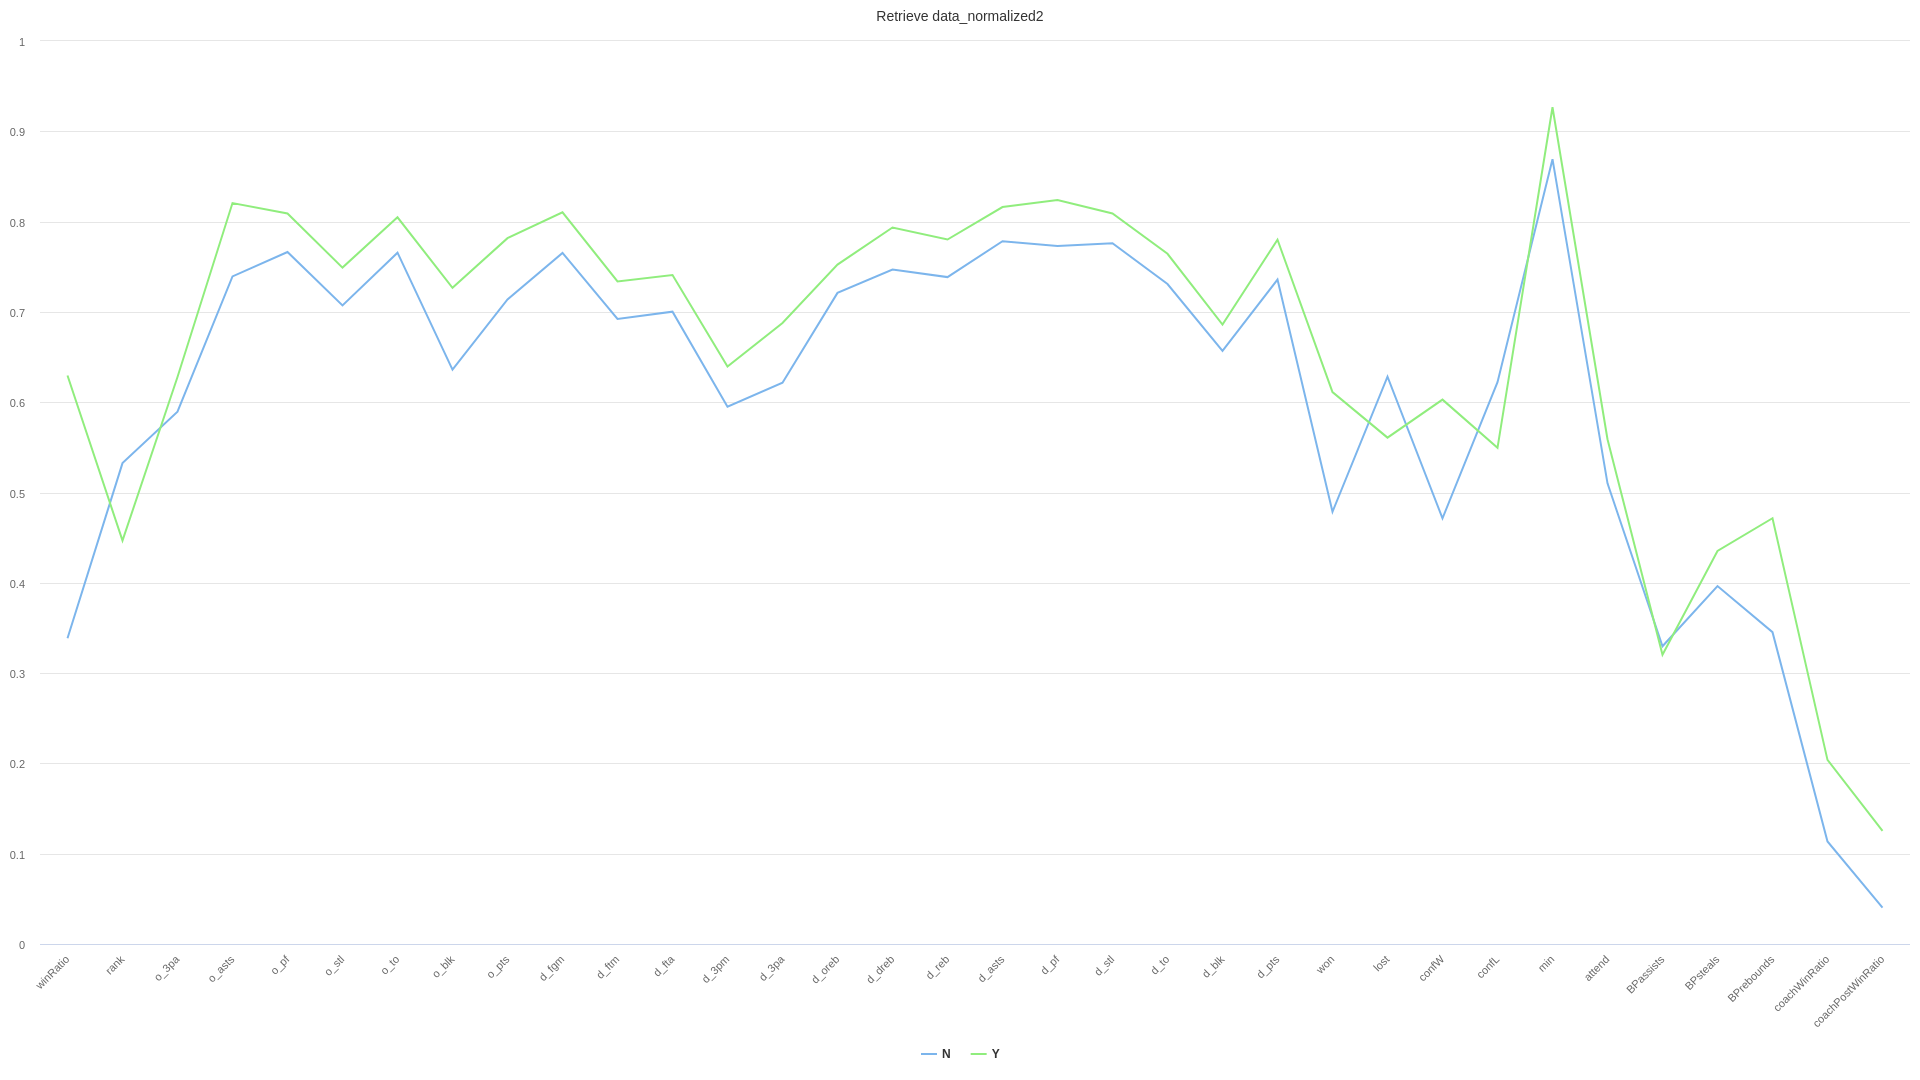 Retrieve data_normalized2
1
0.9
0.8
0.7
0.6
0.5
0.4
0.3
0.2
0.1
0
winRatio
rank
o_3pa
o_asts
o_pf
o_stl
o_to
o_blk
o_pts
d_fgm
d_ftm
d_fta
d_3pm
d_3pa
d_oreb
d_dreb
d_reb
d_asts
d_pf
d_stl
d_to
d_blk
d_pts
won
lost
confW
confL
min
attend
BPassists
BPsteals
BPrebounds
coachWinRatio
coachPostWinRatio
N Y